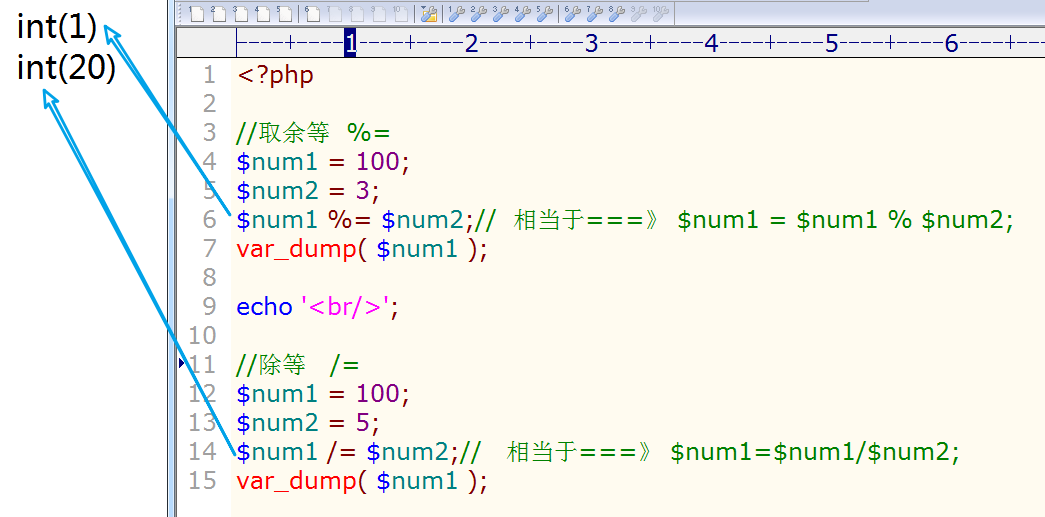 int(1)
int(20)
----+----1----+----2----+----3----+----4----+----5----+----6----+--
1 <?php
2
3 //取余等 %=
4 $num1 = 100;
5 $num2 = 3;
6 $num1 %= $num2;// 相当于===》 $num1 = $num1 % $num2;
7 var_dump( $num1 );
8
9 echo '<br/>';
10
11 //除等 /=
12 $num1 = 100;
13 $num2 = 5;
14 $num1 /= $num2;// 相当于===》 $num1=$num1/$num2;
15 var_dump( $num1 );